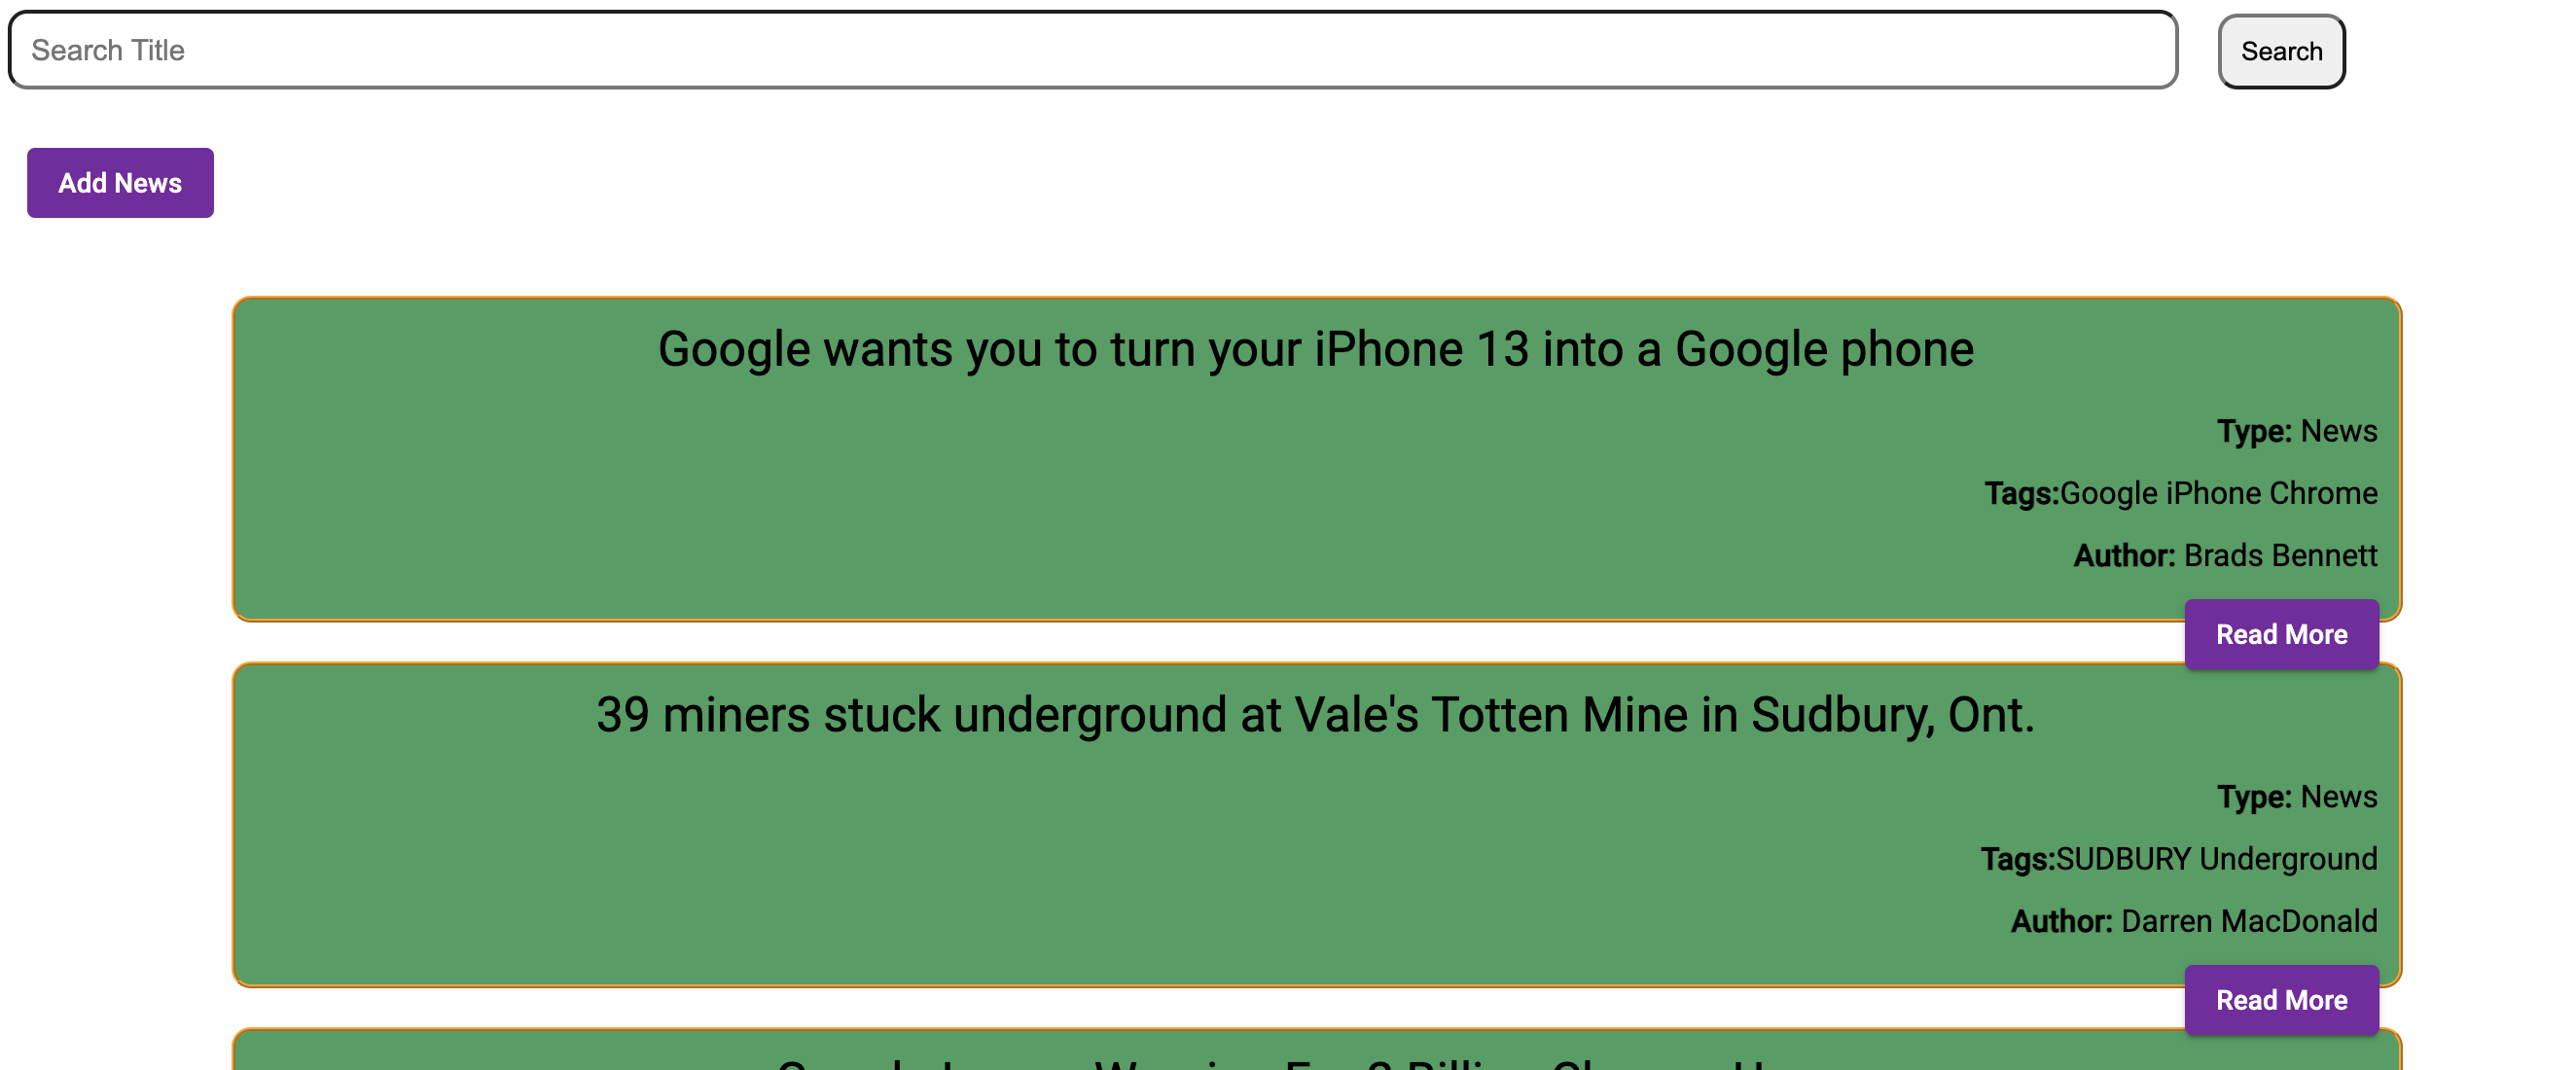 Search Title
Search
Add News
Google wants you to turn your iPhone 13 into a Google phone
Type: News
Tags:Google iPhone Chrome
Author: Brads Bennett
Read More
39 miners stuck underground at Vale's Totten Mine in Sudbury, Ont.
Type: News
Tags:SUDBURY Underground
Author: Darren MacDonald
Read More